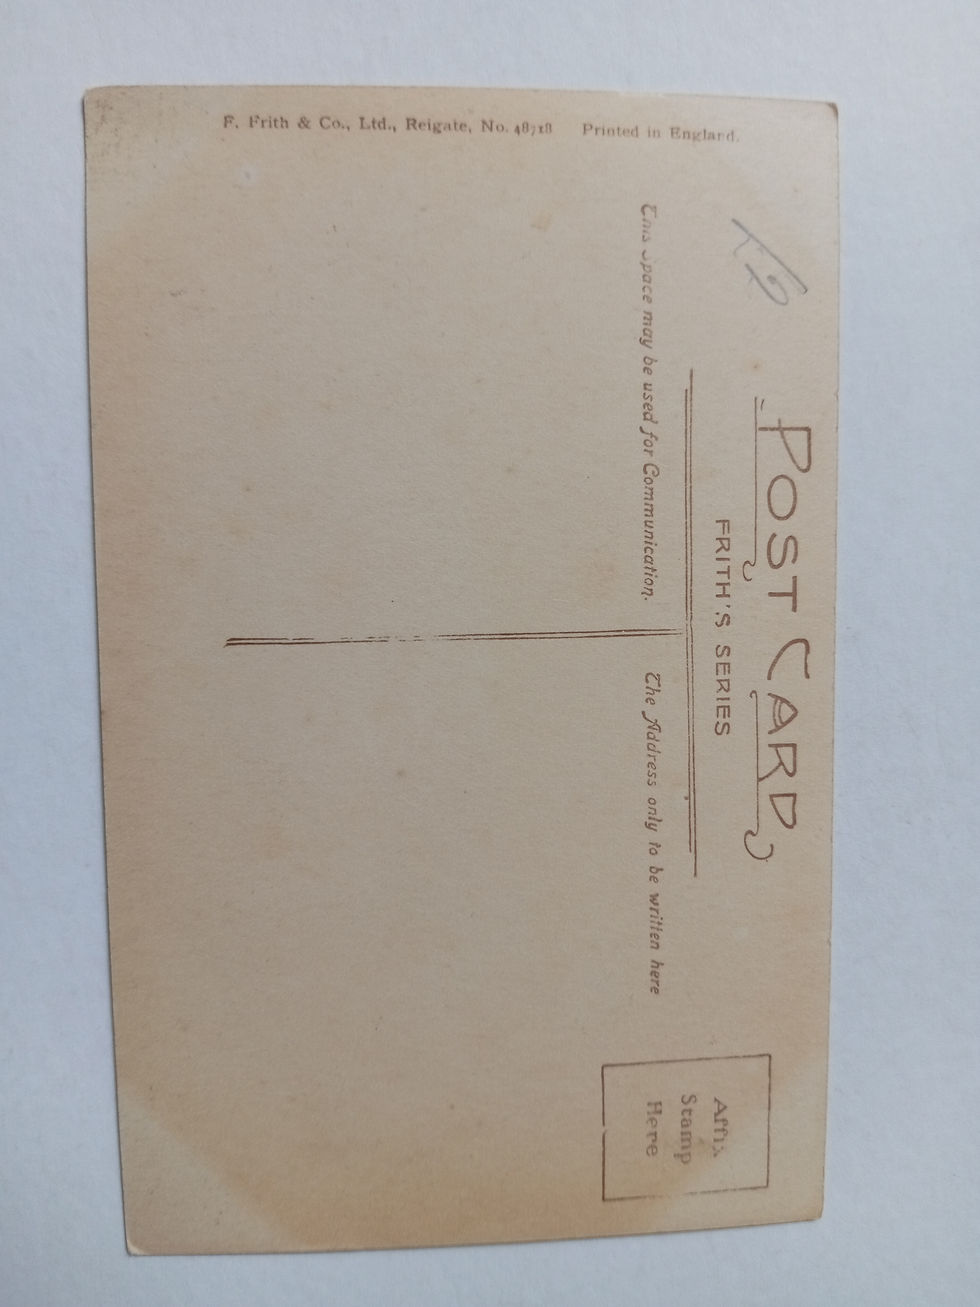 F. Frith & Co., Ltd., Reigate, No. 48718 Printed in England.
POST CARD
FRITH'S SERIES
This space may be used for Communication.
The Address only to be written here
Affix
Stamp
Here